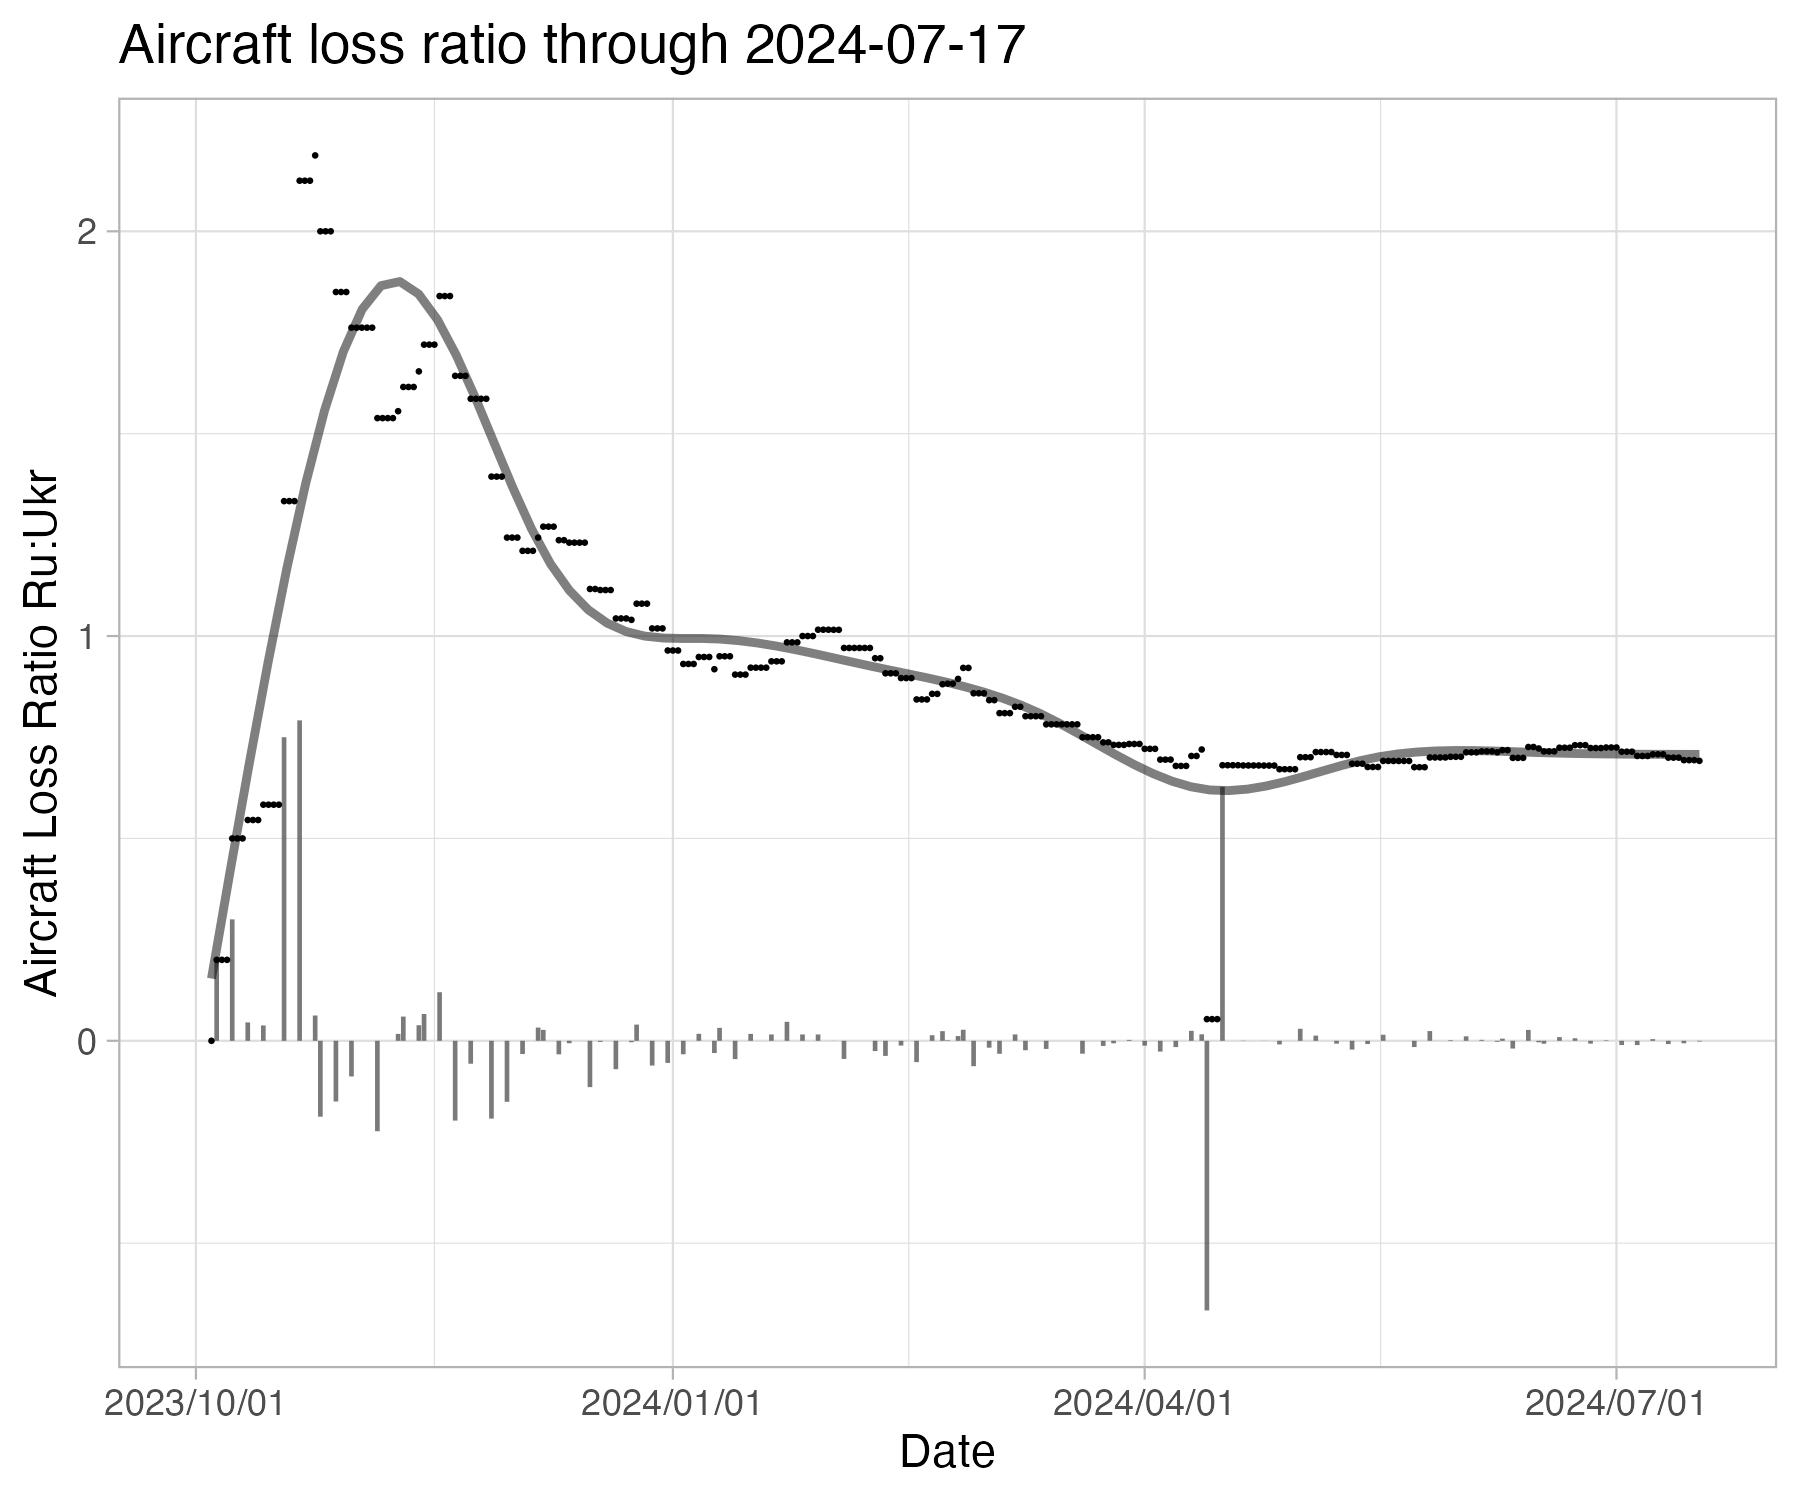 Aircraft loss ratio through 2024-07-17
Aircraft Loss Ratio Ru:Ukr
2
1
0
2023/10/01
2024/01/01
2024/04/01
2024/07/01
Date